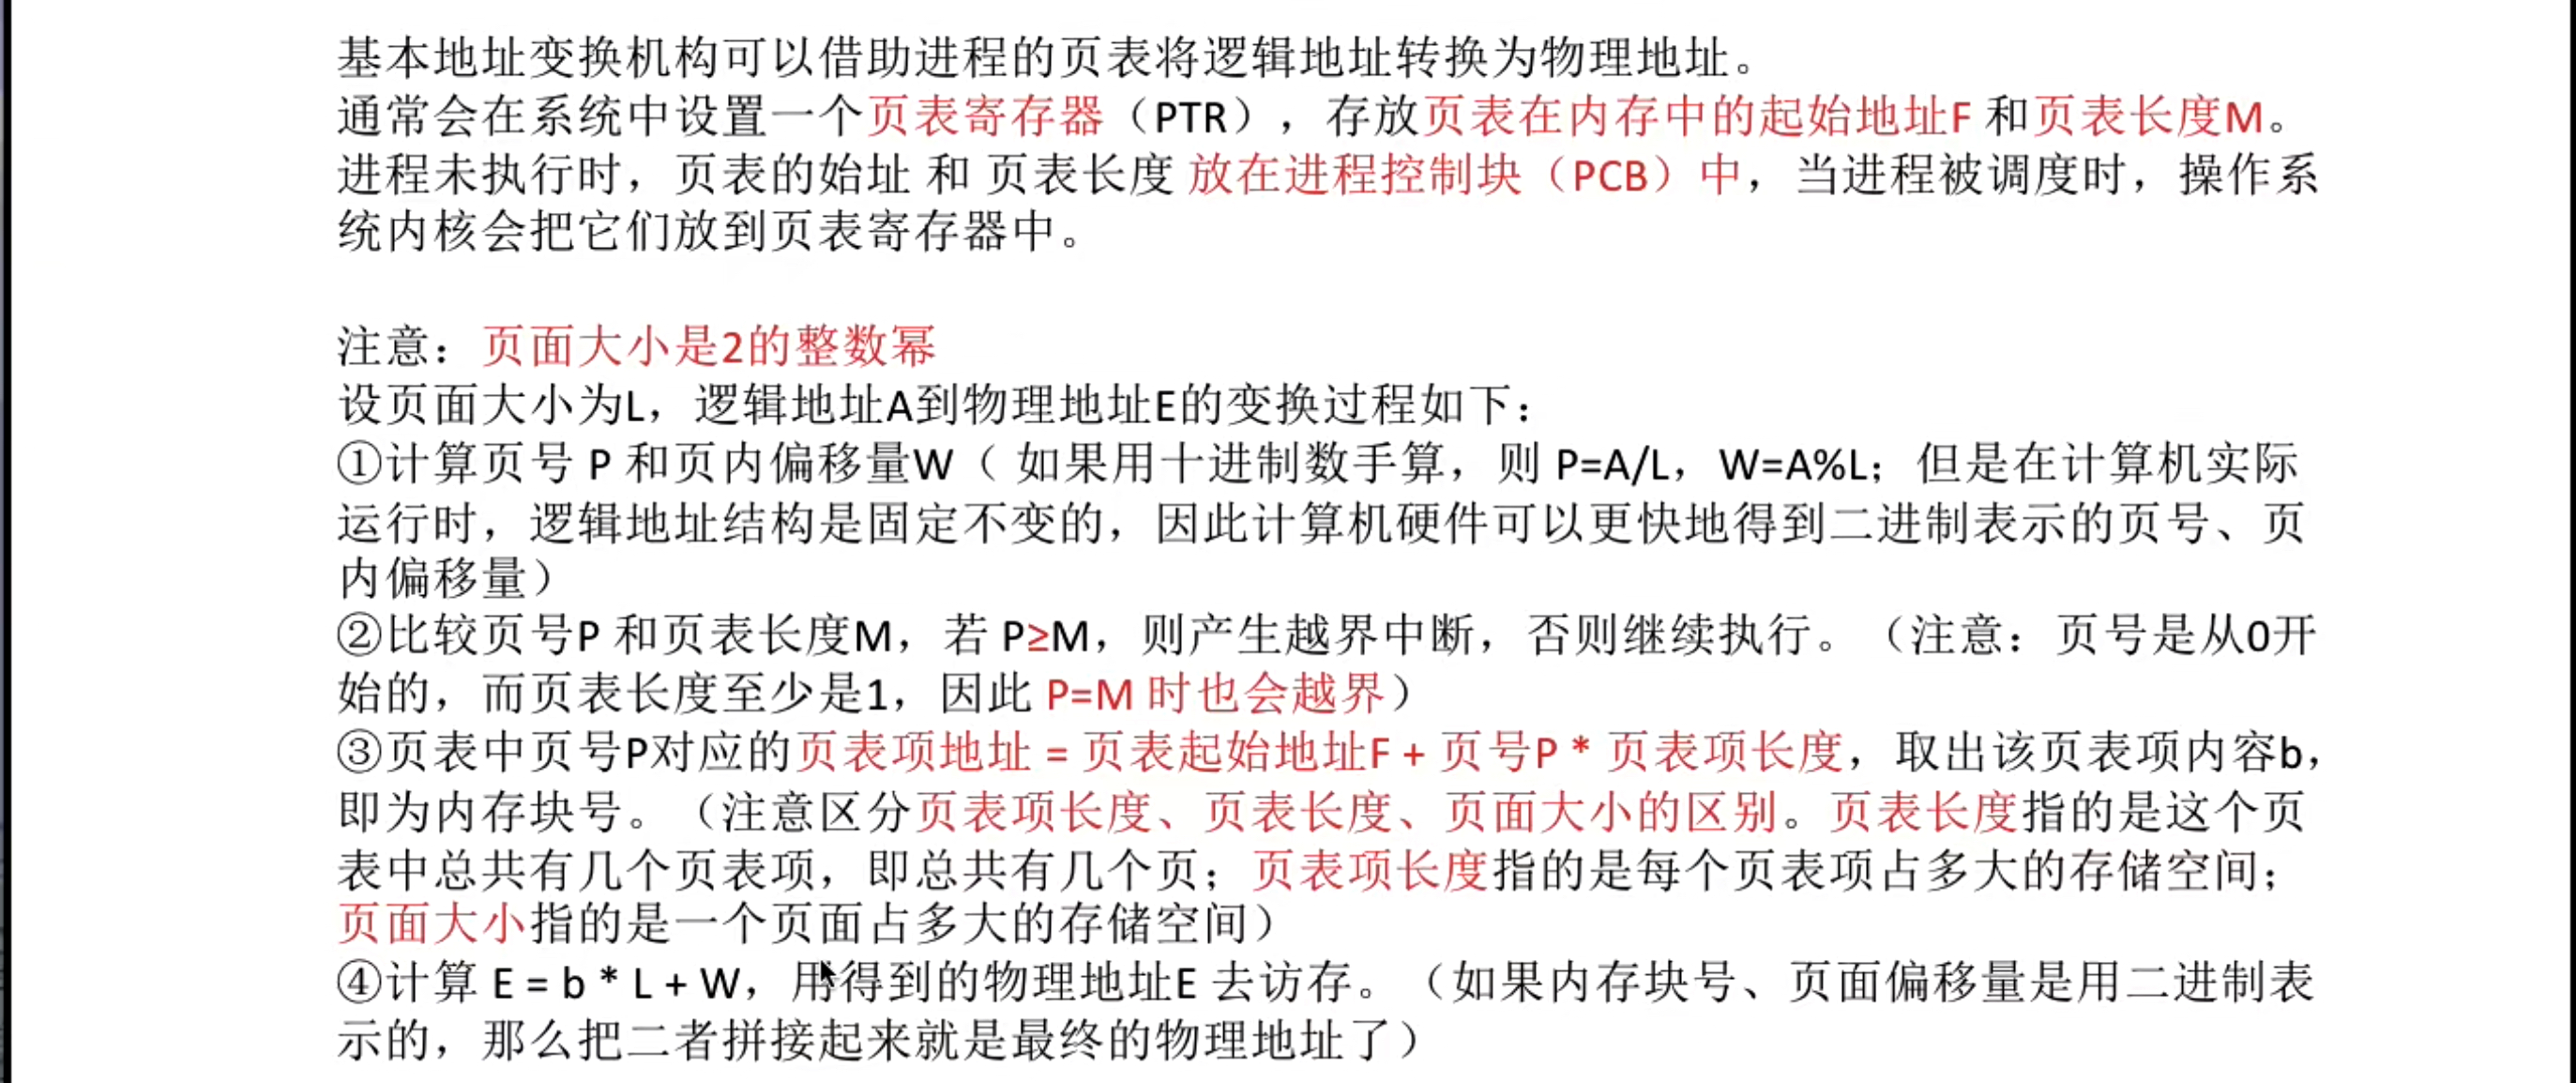 基本地址变换机构可以借助进程的页表将逻辑地址转换为物理地址。
通常会在系统中设置一个页表寄存器（PTR），存放页表在内存中的起始地址F 和页表长度M。
进程未执行时，页表的始址 和 页表长度 放在进程控制块（PCB）中，当进程被调度时，操作系
统内核会把它们放到页表寄存器中。
注意：页面大小是2的整数幂
设页面大小为L，逻辑地址A到物理地址E的变换过程如下：
①计算页号 P 和页内偏移量W（ 如果用十进制数手算，则 P=A/L，W=A%L；但是在计算机实际
运行时，逻辑地址结构是固定不变的，因此计算机硬件可以更快地得到二进制表示的页号、页
内偏移量）
②比较页号P 和页表长度M，若 P≥M，则产生越界中断，否则继续执行。（注意：页号是从0开
始的，而页表长度至少是1，因此 P=M 时也会越界）
③页表中页号P对应的页表项地址 = 页表起始地址F + 页号P * 页表项长度，取出该页表项内容b，
即为内存块号。（注意区分页表项长度、页表长度、页面大小的区别。页表长度指的是这个页
表中总共有几个页表项，即总共有几个页；页表项长度指的是每个页表项占多大的存储空间；
页面大小指的是一个页面占多大的存储空间）
④计算 E = b * L + W，用得到的物理地址E 去访存。（如果内存块号、页面偏移量是用二进制表
示的，那么把二者拼接起来就是最终的物理地址了）